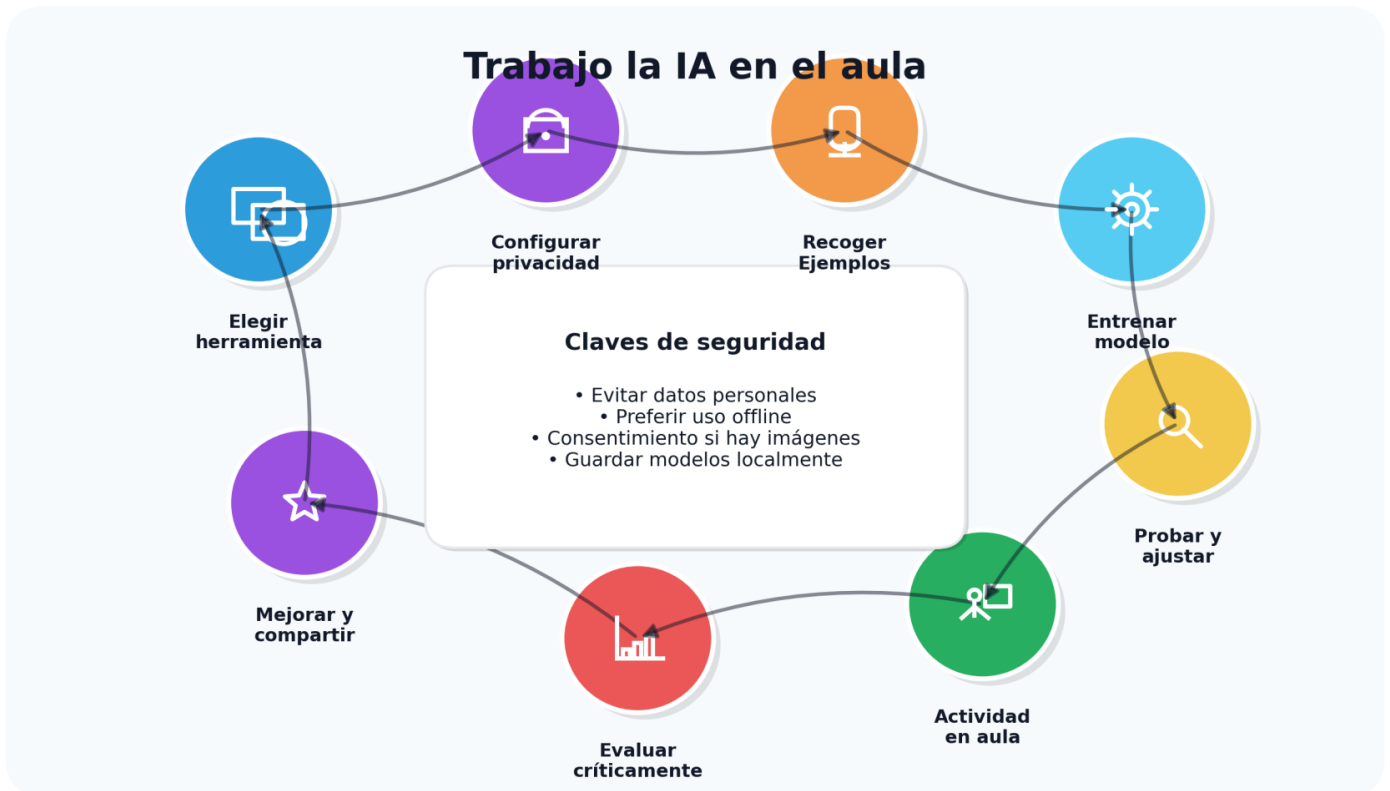 Trabajo la IA en el aula
Configurar
privacidad
Recoger
Ejemplos
Elegir
herramienta
Entrenar
modelo
Claves de seguridad
• Evitar datos personales
• Preferir uso offline
• Consentimiento si hay imágenes
• Guardar modelos localmente
Probar y
ajustar
Mejorar y
compartir
Actividad
en aula
Evaluar
críticamente